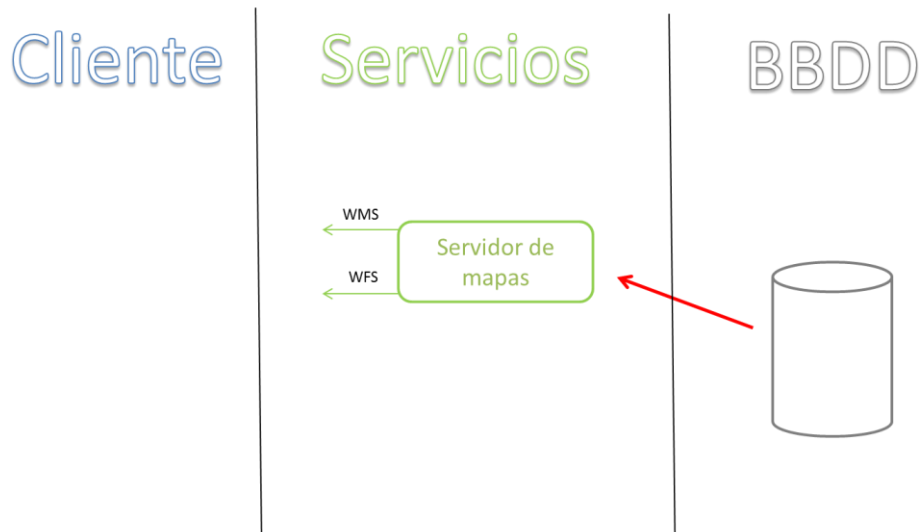 Cliente
Servicios
BBDD
WMS
WFS
Servidor de
mapas